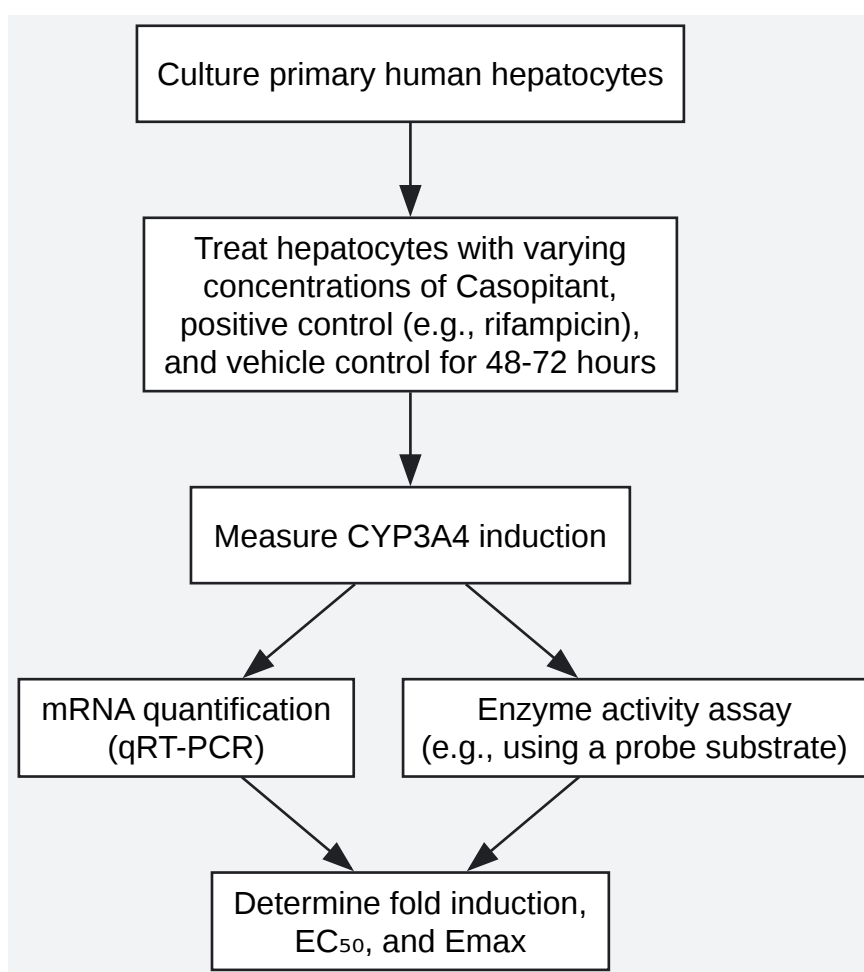 Culture primary human hepatocytes
Treat hepatocytes with varying
concentrations of Casopitant,
positive control (e.g., rifampicin),
and vehicle control for 48-72 hours
Measure CYP3A4 induction
mRNA quantification
(qRT-PCR)
Enzyme activity assay
(e.g., using a probe substrate)
Determine fold induction,
EC₅₀, and Emax